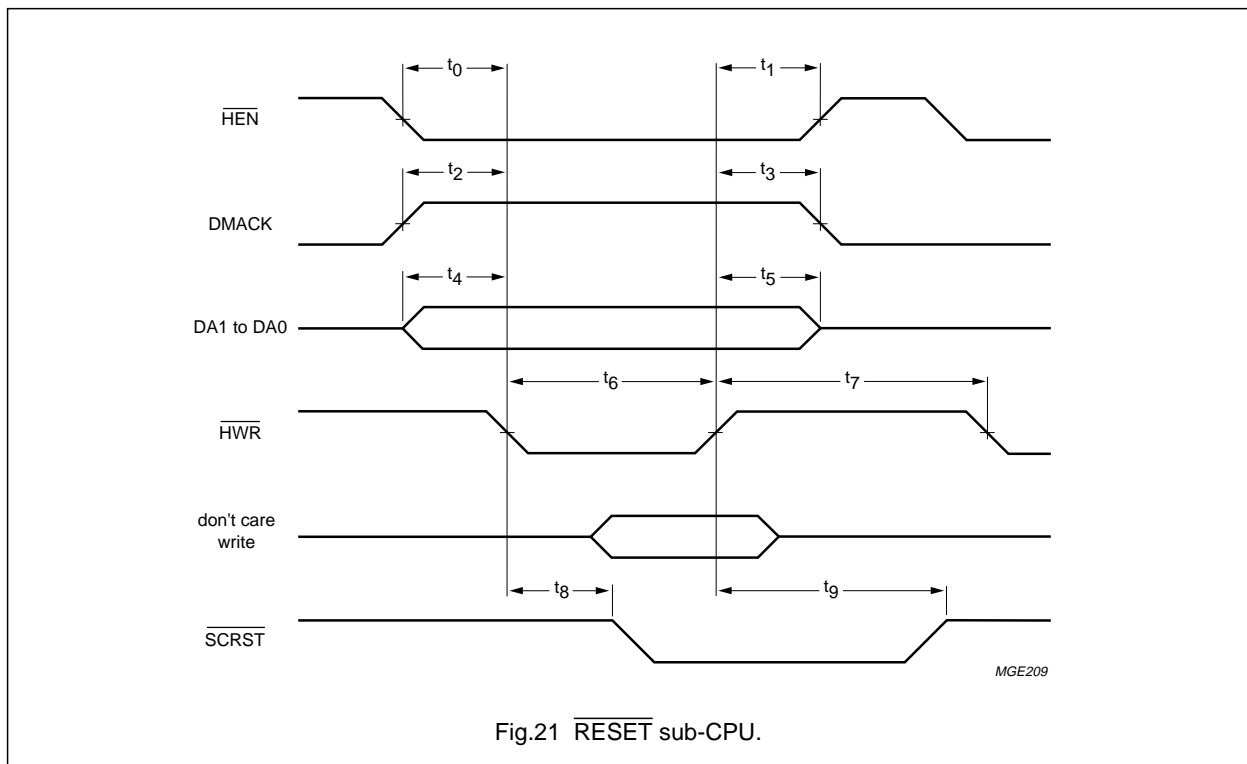 t0
t1
HEN
t2
t3
DMACK
t4
t5
DA1 to DA0
t6
t7
HWR
don't care
write
t8
t9
SCRST
MGE209
Fig.21 RESET sub-CPU.